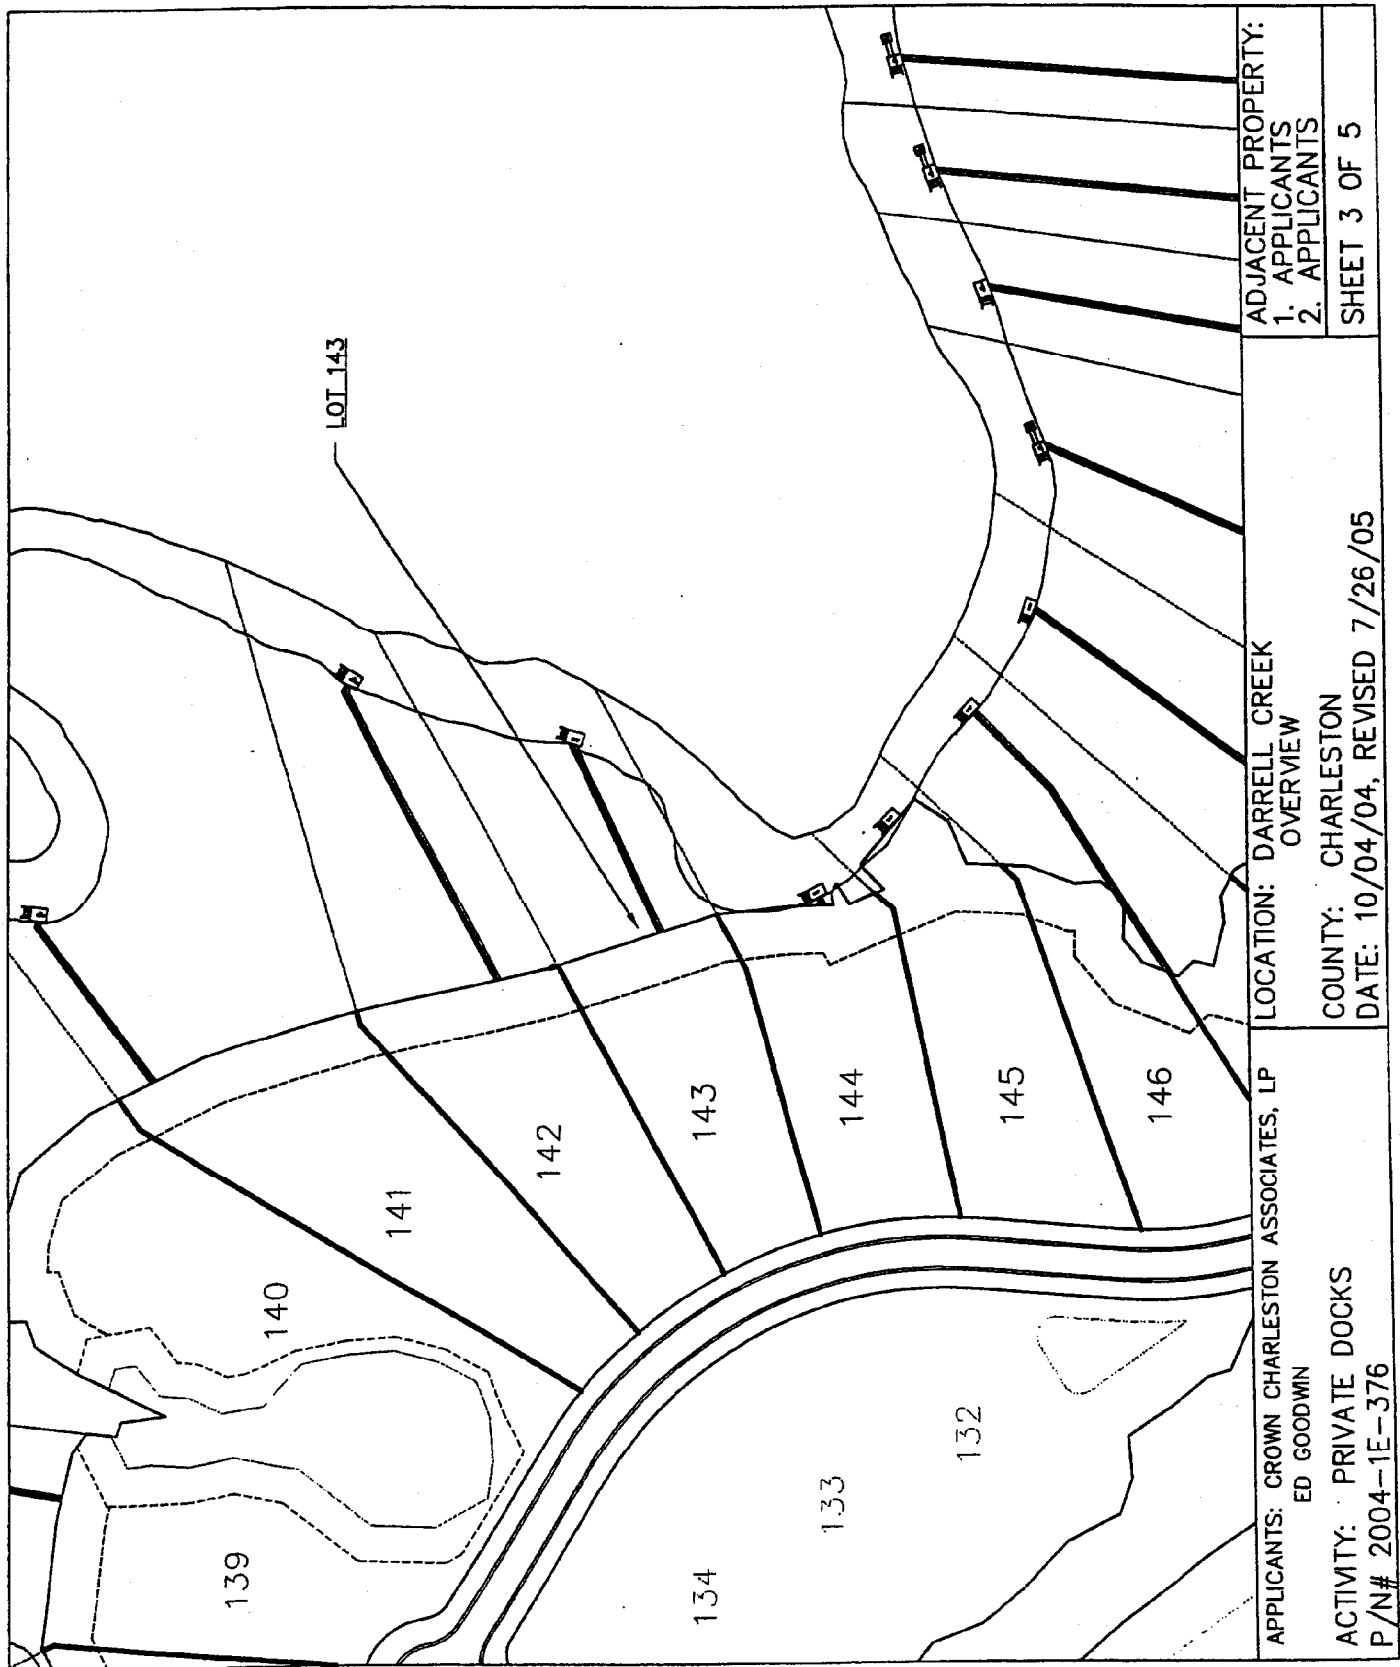 LOT 143
139
140
141
142
143
144
145
146
134
133
132
APPLICANTS: CROWN CHARLESTON ASSOCIATES, LP
ED GOODWIN
ACTIVITY: PRIVATE DOCKS
P/N# 2004-1E-376
LOCATION: DARRELL CREEK
OVERVIEW
COUNTY: CHARLESTON
DATE: 10/04/04, REVISED 7/26/05
ADJACENT PROPERTY:
1. APPLICANTS
2. APPLICANTS
SHEET 3 OF 5